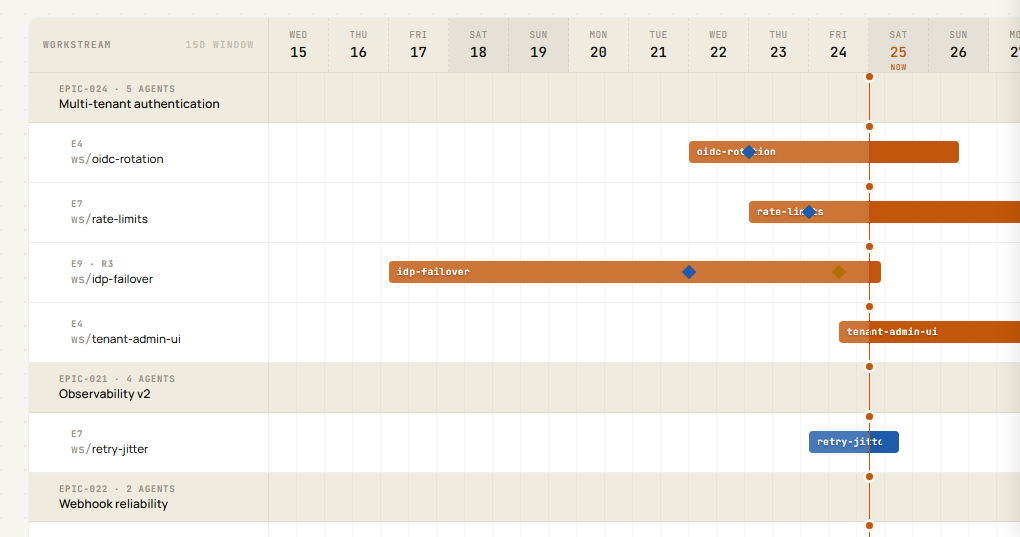 WORKSTREAM 15D WINDOW
WED THU FRI SAT SUN MON TUE WED THU FRI SAT SUN
15 16 17 18 19 20 21 22 23 24 25 26
NOW
EPIC-024 · 5 AGENTS
Multi-tenant authentication
E4
ws/oidc-rotation
oidc-rotation
E7
ws/rate-limits
rate-limits
E9 · R3
ws/idp-failover
idp-failover
E4
ws/tenant-admin-ui
tenant-admin-ui
EPIC-021 · 4 AGENTS
Observability v2
E7
ws/retry-jitter
retry-jitt
EPIC-022 · 2 AGENTS
Webhook reliability